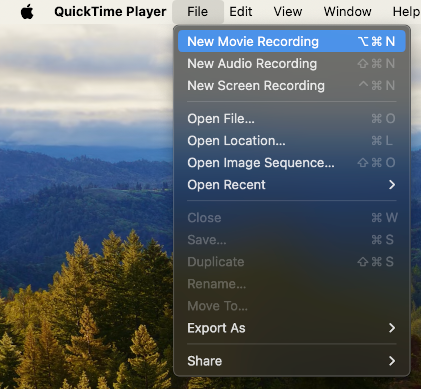 QuickTime Player File Edit View Window Help
New Movie Recording ⌥⌘N
New Audio Recording ⇧⌘N
New Screen Recording ^⌘N
Open File... ⌘O
Open Location... ⌘L
Open Image Sequence... ⇧⌘O
Open Recent >
Close ⌘W
Save... ⌘S
Duplicate ⇧⌘S
Rename...
Move To...
Export As >
Share >